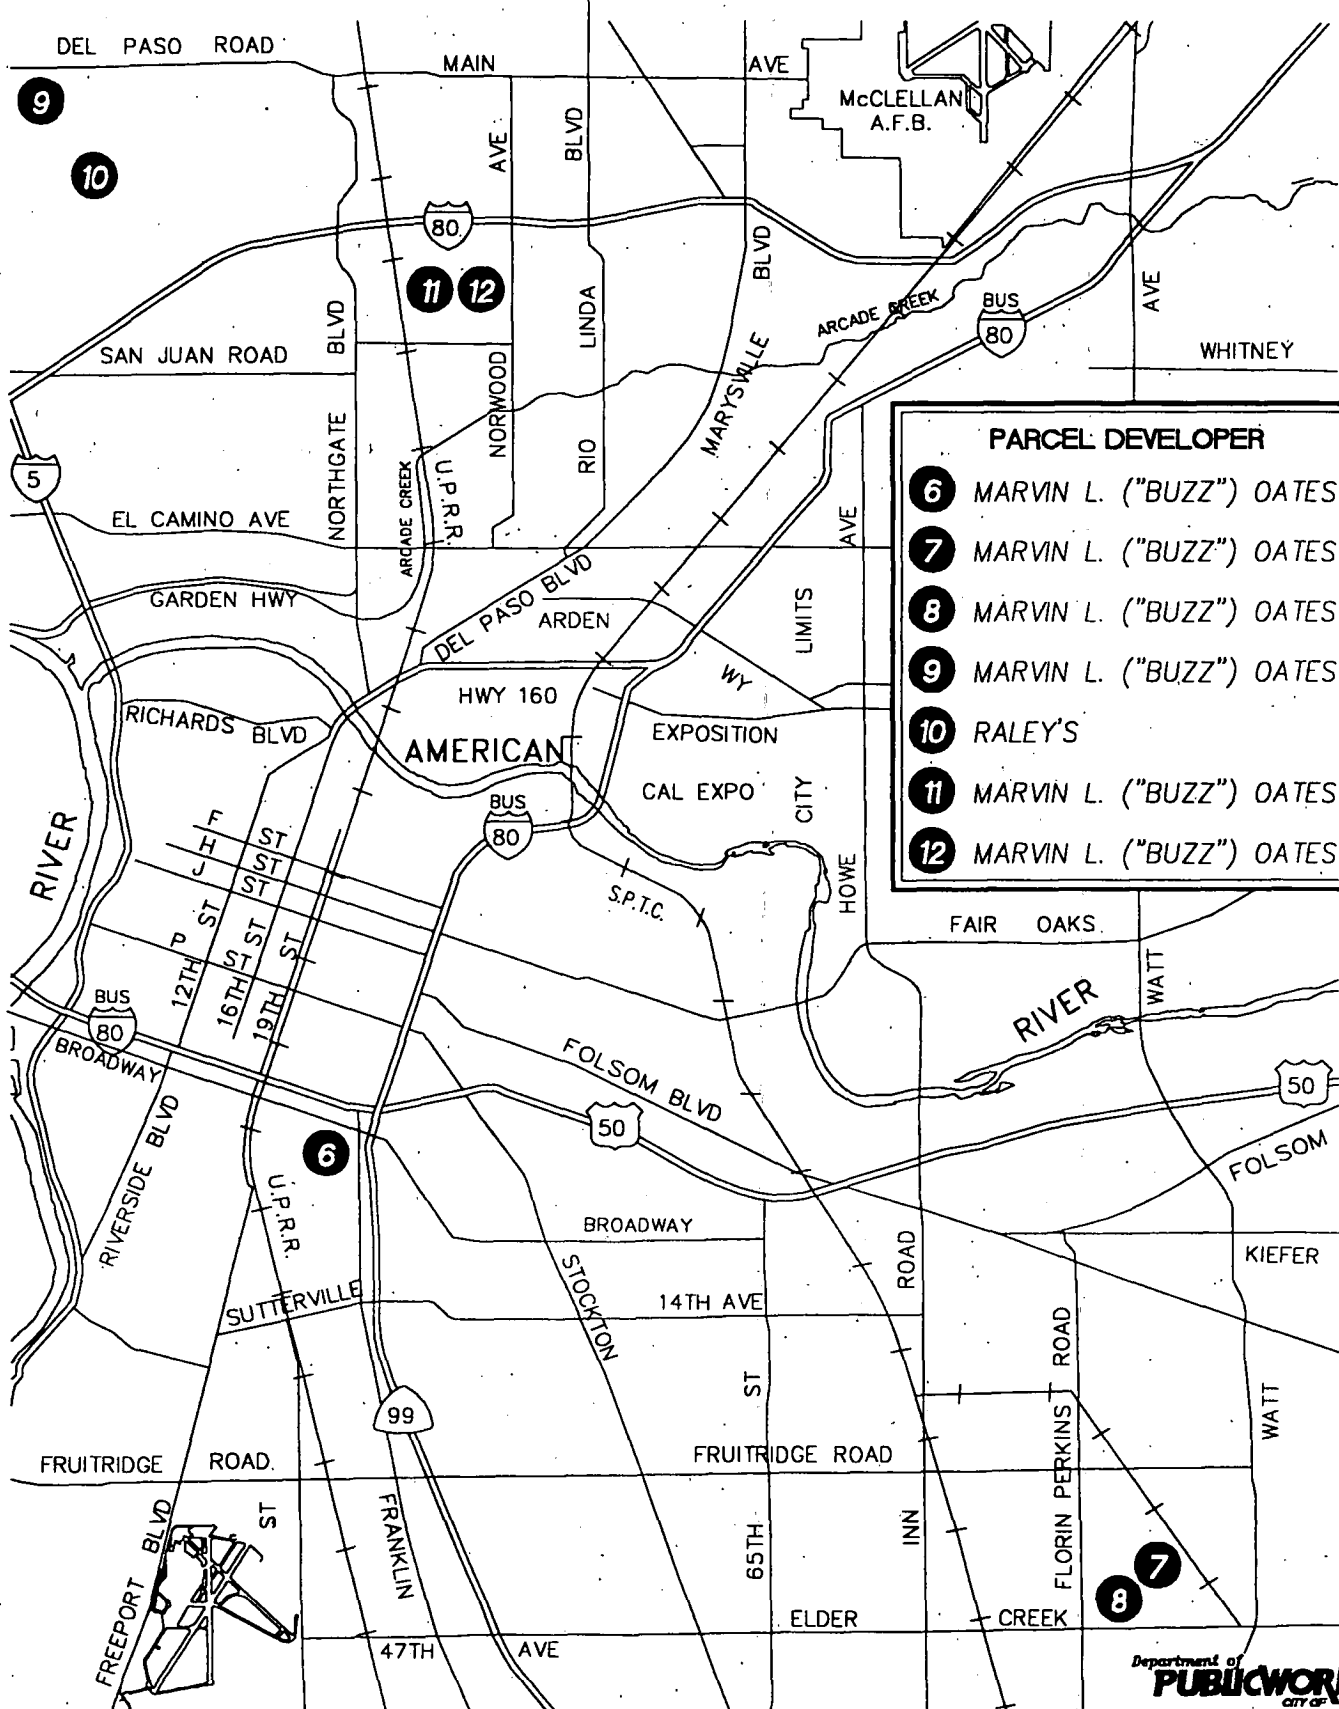 DEL PASO ROAD
MAIN AVE
McCLELLAN
A.F.B.
9
10
AVE
BLVD
80
BLVD
11 12
BLVD
LINDA
ARCADE CREEK
BUS
80
AVE
SAN JUAN ROAD
WHITNEY
NORTHGATE
NORWOOD
RIO
MARYSVILLE
5
ARCADE CREEK
U.P.R.R.
EL CAMINO AVE
AVE
PARCEL DEVELOPER
6 MARVIN L. ("BUZZ") OATES
7 MARVIN L. ("BUZZ") OATES
8 MARVIN L. ("BUZZ") OATES
9 MARVIN L. ("BUZZ") OATES
10 RALEY'S
11 MARVIN L. ("BUZZ") OATES
12 MARVIN L. ("BUZZ") OATES
GARDEN HWY
DEL PASO BLVD
ARDEN WY
LIMITS
HWY 160
RICHARDS BLVD
EXPOSITION
AMERICAN
CAL EXPO
CITY
BUS
80
RIVER
F ST
H ST
J ST
S.P.T.C.
HOWE
FAIR OAKS
P ST
12TH ST
16TH ST
19TH ST
WATT
RIVER
BUS
80
BROADWAY
FOLSOM BLVD
50
50
6
FOLSOM
RIVERSIDE BLVD
U.P.R.R.
BROADWAY
KIEFER
STOCKTON
ROAD
SUTTERVILLE
14TH AVE
ROAD
99
ST
WATT
FRUITRIDGE ROAD
FRUITRIDGE ROAD
FREEPORT BLVD
ST
FRANKLIN
65TH
INN
FLORIN PERKINS
7
8
ELDER CREEK
47TH AVE
Department of
PUBLIC WOR
CITY OF